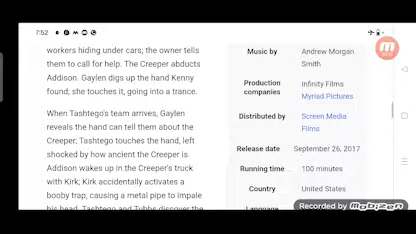 7:52
workers hiding under cars; the owner tells
them to call for help. The Creeper abducts
Addison. Gaylen digs up the hand Kenny
found; she touches it, going into a trance.
When Tashtego's team arrives, Gaylen
reveals the hand can tell them about the
Creeper; Tashtego touches the hand, left
shocked by how ancient the Creeper is.
Addison wakes up in the Creeper's truck
with Kirk; Kirk accidentally activates a
booby trap, causing a metal pipe to impale
his head. Tashtego and Tubbs discover the
Music by
Andrew Morgan
Smith
Production
companies
Infinity Films
Myriad Pictures
Distributed by
Screen Media
Films
Release date
September 26, 2017
Running time
100 minutes
Country
United States
Language
Recorded by
Mobizen